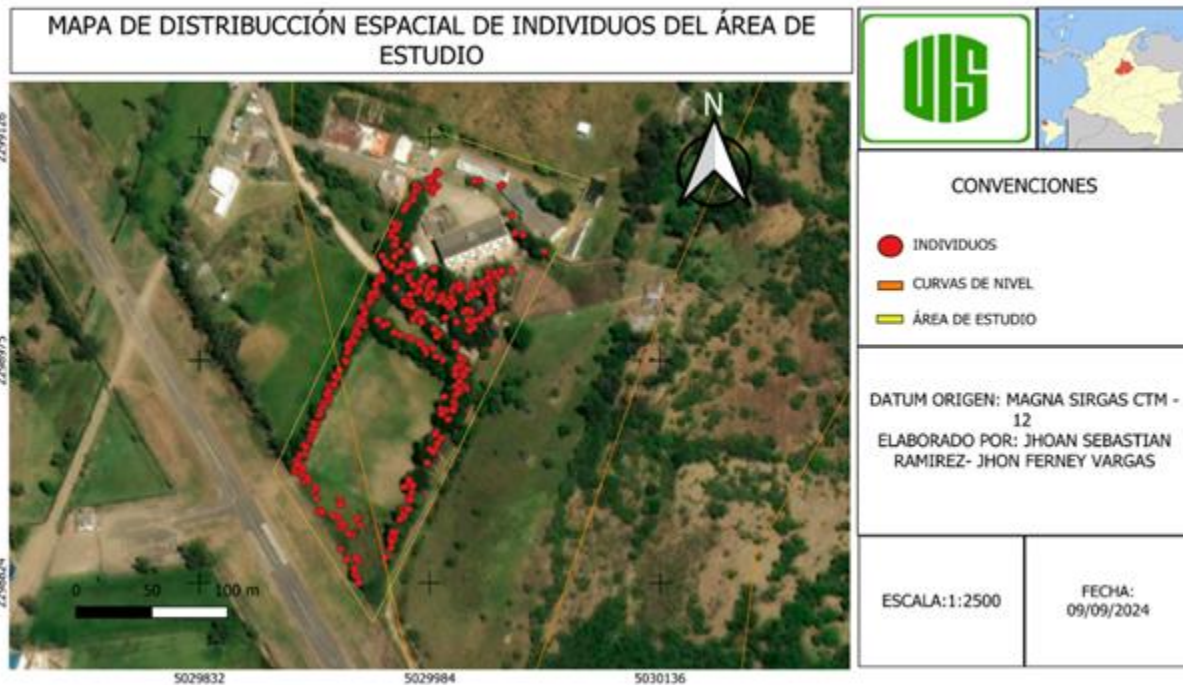 MAPA DE DISTRIBUCCIÓN ESPACIAL DE INDIVIDUOS DEL ÁREA DE
ESTUDIO
UIS
N
CONVENCIONES
INDIVIDUOS
CURVAS DE NIVEL
ÁREA DE ESTUDIO
DATUM ORIGEN: MAGNA SIRGAS CTM -
12
ELABORADO POR: JHOAN SEBASTIAN
RAMIREZ- JHON FERNEY VARGAS
ESCALA:1:2500
FECHA:
09/09/2024
0 50 100 m
5029832 5029984 5030136